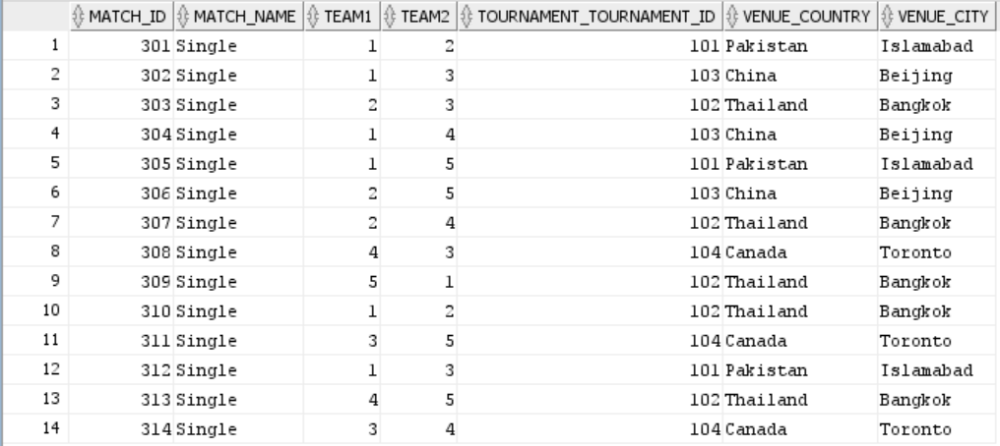 MATCH_ID MATCH_NAME TEAM1 TEAM2 TOURNAMENT_TOURNAMENT_ID VENUE_COUNTRY VENUE_CITY
1 301 Single 1 2 101 Pakistan Islamabad
2 302 Single 1 3 103 China Beijing
3 303 Single 2 3 102 Thailand Bangkok
4 304 Single 1 4 103 China Beijing
5 305 Single 1 5 101 Pakistan Islamabad
6 306 Single 2 5 103 China Beijing
7 307 Single 2 4 102 Thailand Bangkok
8 308 Single 4 3 104 Canada Toronto
9 309 Single 5 1 102 Thailand Bangkok
10 310 Single 1 2 102 Thailand Bangkok
11 311 Single 3 5 104 Canada Toronto
12 312 Single 1 3 101 Pakistan Islamabad
13 313 Single 4 5 102 Thailand Bangkok
14 314 Single 3 4 104 Canada Toronto